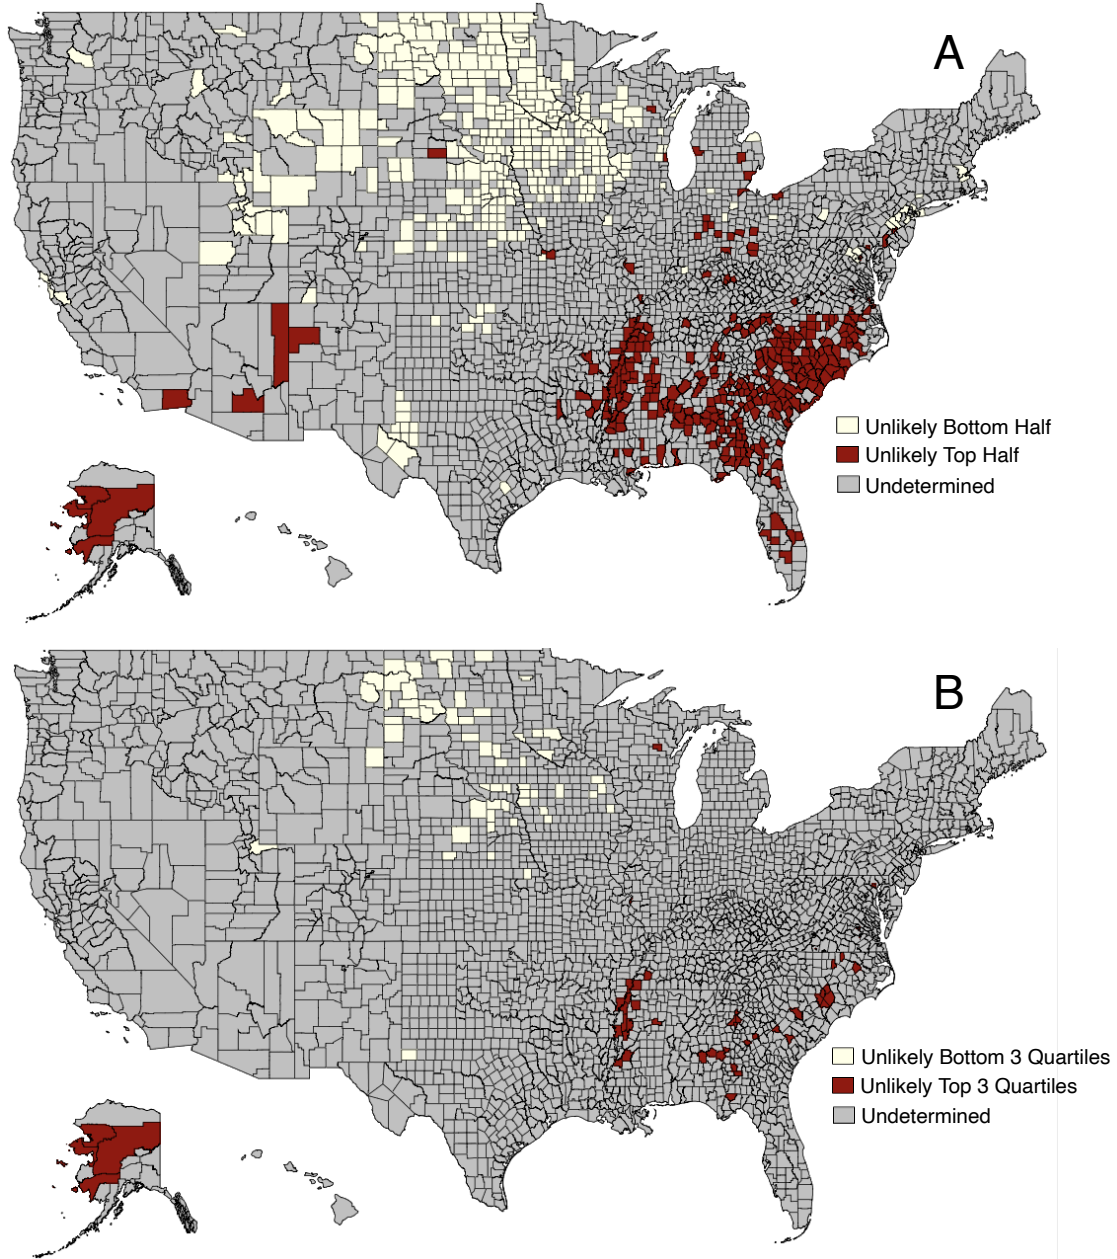 A
Unlikely Bottom Half
Unlikely Top Half
Undetermined
B
Unlikely Bottom 3 Quartiles
Unlikely Top 3 Quartiles
Undetermined